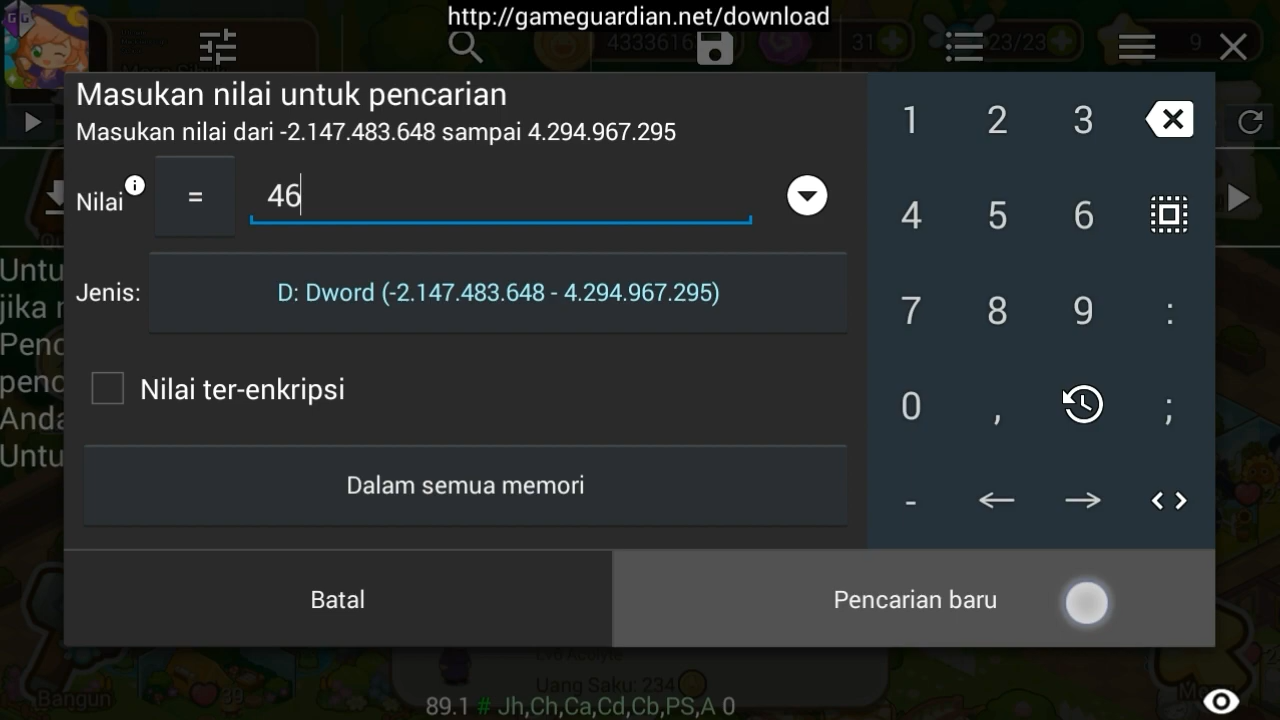 http://gameguardian.net/download
4333616
31
23/23
9
Masukan nilai untuk pencarian
Masukan nilai dari -2.147.483.648 sampai 4.294.967.295
Nilai i = 46
Jenis: D: Dword (-2.147.483.648 - 4.294.967.295)
Nilai ter-enkripsi
Dalam semua memori
Batal
Pencarian baru
1 2 3
4 5 6
7 8 9 :
0 , ;
- ← → < >
Untu
jika
Penc
penc
Anda
Untu
Bangun
39
Uang Saku: 234
89.1 # Jh,Ch,Ca,Cd,Cb,PS,A 0